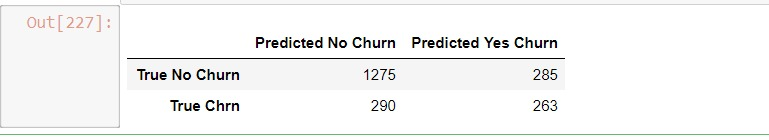 Out[227]:
Predicted No Churn Predicted Yes Churn
True No Churn 1275 285
True Chrn 290 263